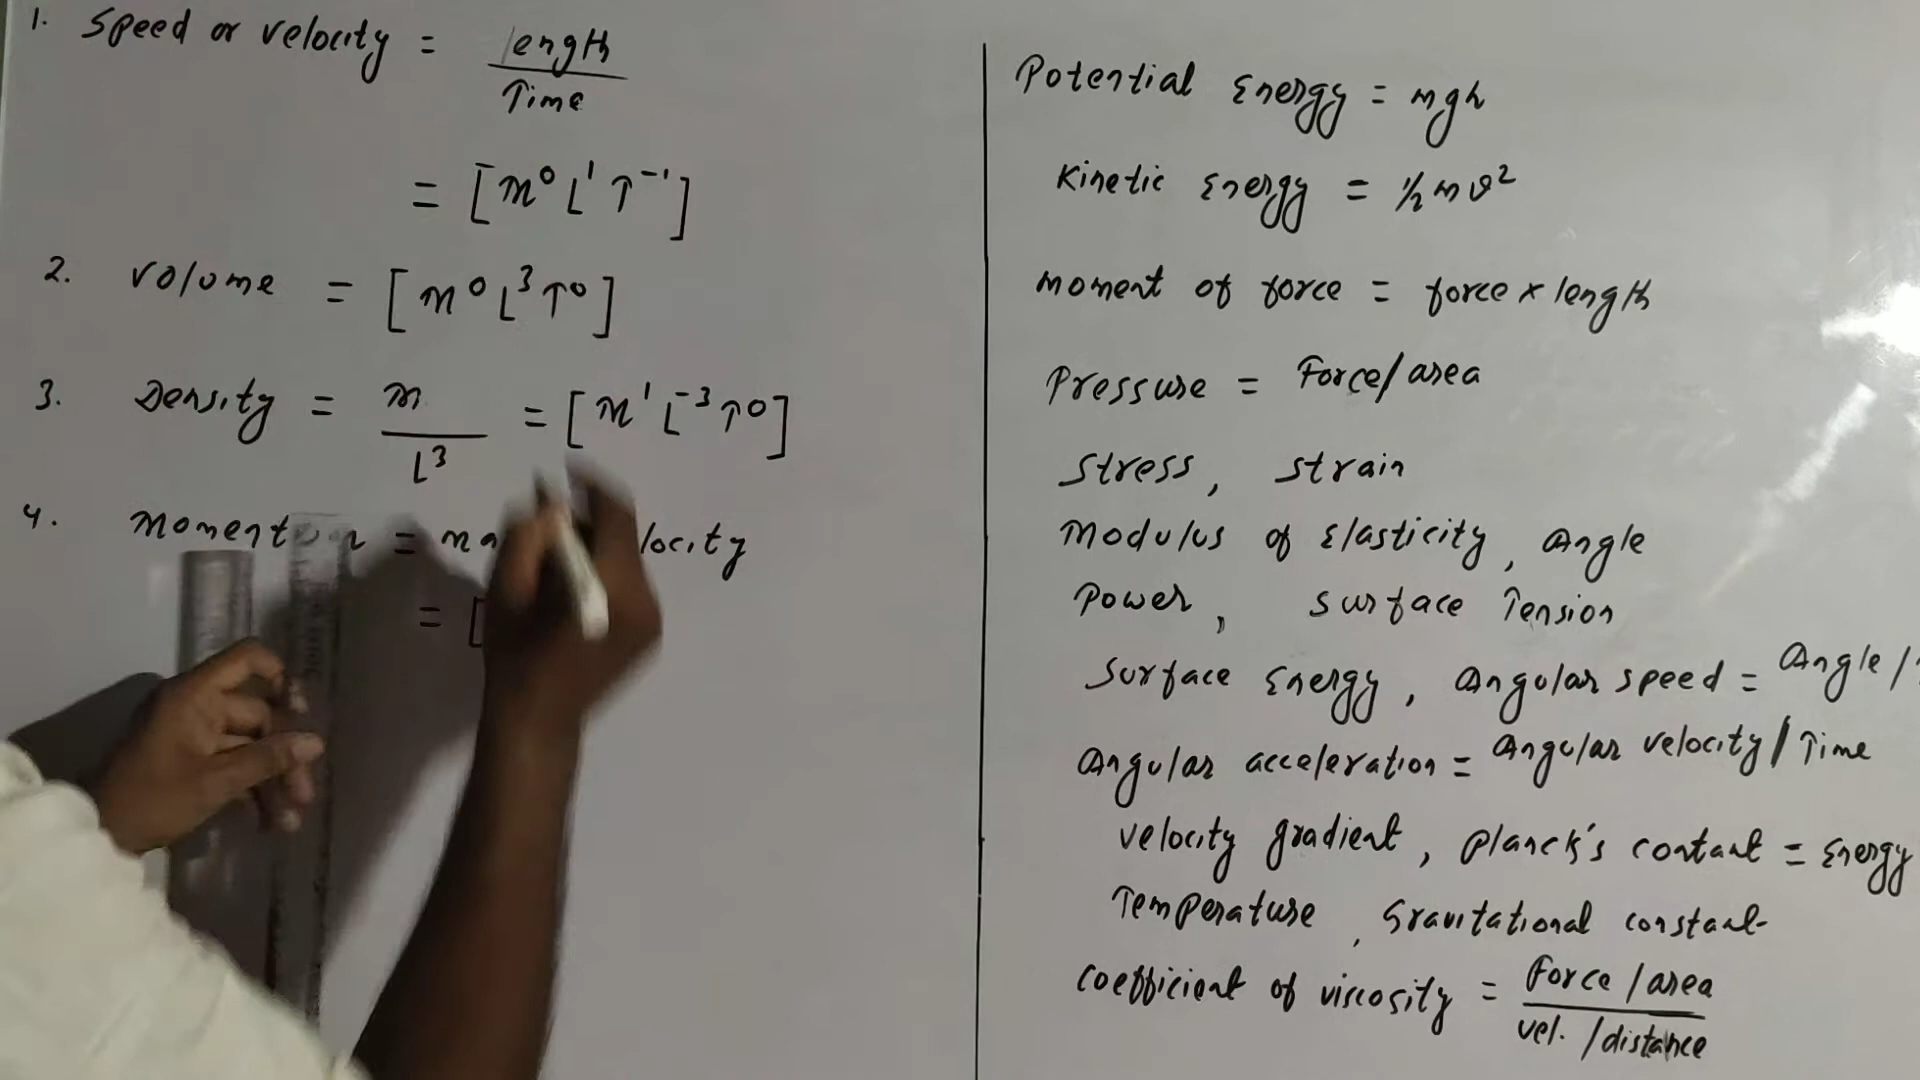 1. Speed or velocity = length
Time
= [M⁰ L¹ T⁻¹]
2. volume = [M⁰ L³ T⁰]
3. Density = M / L³ = [M¹ L⁻³ T⁰]
4. = 
= [
Potential Energy = mgh
Kinetic Energy = 1/2 mv²
moment of force = force × length
Pressure = Force/area
Stress, Strain
Modulus of Elasticity, Angle
Power, Surface Tension
Surface Energy, Angular speed = Angle /
Angular acceleration = Angular velocity / Time
velocity gradient, Planck's contant = Energy
Temperature, Gravitational constant
coefficient of viscosity = Force / area
vel. / distance